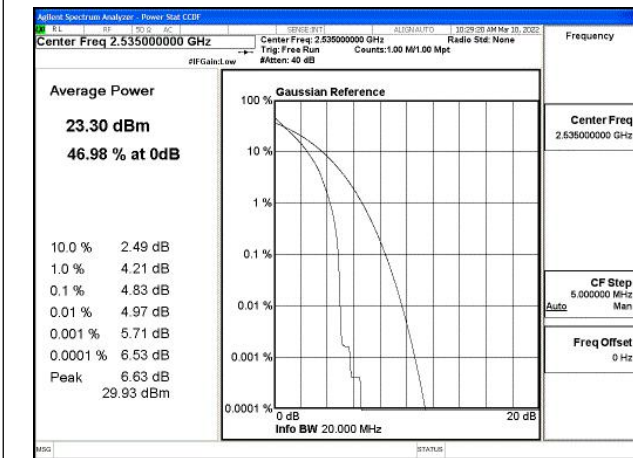 Agilent Spectrum Analyzer - Power Stat CCDF
RL RF 50 Ω AC SENSE:INT ALIGNAUTO 10:29:20 AM Mar 10, 2022
Center Freq 2.535000000 GHz
Center Freq: 2.535000000 GHz Radio Std: None
Trig: Free Run Counts:1.00 M/1.00 Mpt
#IFGain:Low #Atten: 40 dB
Frequency
Average Power
23.30 dBm
46.98 % at 0dB
10.0 % 2.49 dB
1.0 % 4.21 dB
0.1 % 4.83 dB
0.01 % 4.97 dB
0.001 % 5.71 dB
0.0001 % 6.53 dB
Peak 6.63 dB
29.93 dBm
Gaussian Reference
100 %
10 %
1 %
0.1 %
0.01 %
0.001 %
0.0001 %
0 dB 20 dB
Info BW 20.000 MHz
Center Freq
2.535000000 GHz
CF Step
5.000000 MHz
Auto Man
Freq Offset
0 Hz
MSG STATUS